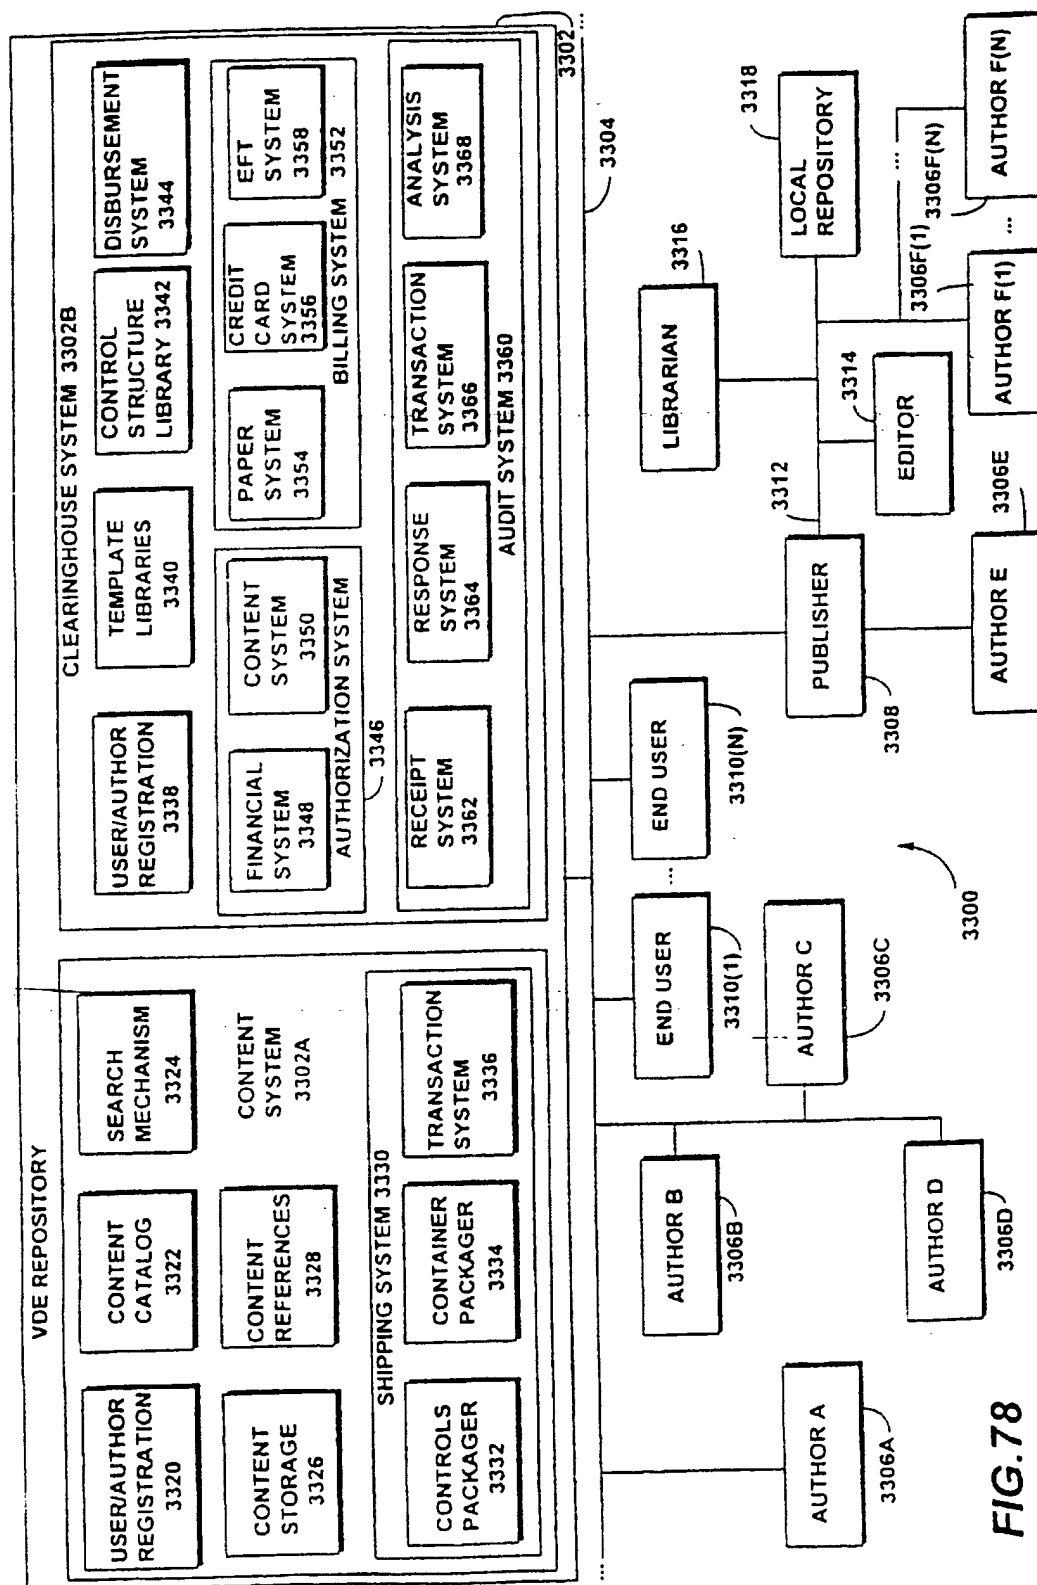 VDE REPOSITORY
USER/AUTHOR
REGISTRATION
3320
CONTENT
CATALOG
3322
SEARCH
MECHANISM
3324
CONTENT
STORAGE
3326
CONTENT
REFERENCES
3328
CONTENT
SYSTEM
3302A
SHIPPING SYSTEM 3330
CONTROLS
PACKAGER
3332
CONTAINER
PACKAGER
3334
TRANSACTION
SYSTEM
3336
CLEARINGHOUSE SYSTEM 3302B
USER/AUTHOR
REGISTRATION
3338
TEMPLATE
LIBRARIES
3340
CONTROL
STRUCTURE
LIBRARY 3342
DISBURSEMENT
SYSTEM
3344
FINANCIAL
SYSTEM
3348
CONTENT
SYSTEM
3350
AUTHORIZATION SYSTEM
3346
PAPER
SYSTEM
3354
CREDIT
CARD
SYSTEM
3356
EFT
SYSTEM
3358
BILLING SYSTEM 3352
RECEIPT
SYSTEM
3362
RESPONSE
SYSTEM
3364
TRANSACTION
SYSTEM
3366
ANALYSIS
SYSTEM
3368
AUDIT SYSTEM 3360
3302
...
...
3304
AUTHOR A
3306A
AUTHOR B
3306B
AUTHOR C
3306C
AUTHOR D
3306D
END USER
3310(1)
...
END USER
3310(N)
PUBLISHER
3308
3312
AUTHOR E
3306E
EDITOR
3314
LIBRARIAN
3316
LOCAL
REPOSITORY
3318
AUTHOR F(1)
3306F(1)
...
...
AUTHOR F(N)
3306F(N)
3300
FIG.78